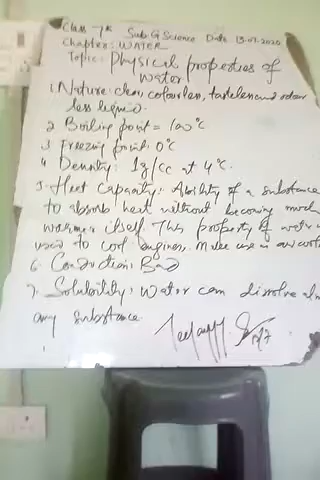 Class 7th Sub: G Science Date 13.07.2020
Chapter: WATER
Topic: Physical properties of
water
1. Nature: clear, colourless, tasteless and odour
less liquid.
2. Boiling point = 100°C
3. Freezing point: 0°C
4. Density: 1g/cc at 4°C.
5. Heet Capacity: Ability of a substance
to absorb heet without becoming much
warmer itself. This property of water
used to cool engines.
6. Conduction: Bad
7. Solubility: Water can dissolve
any substance.